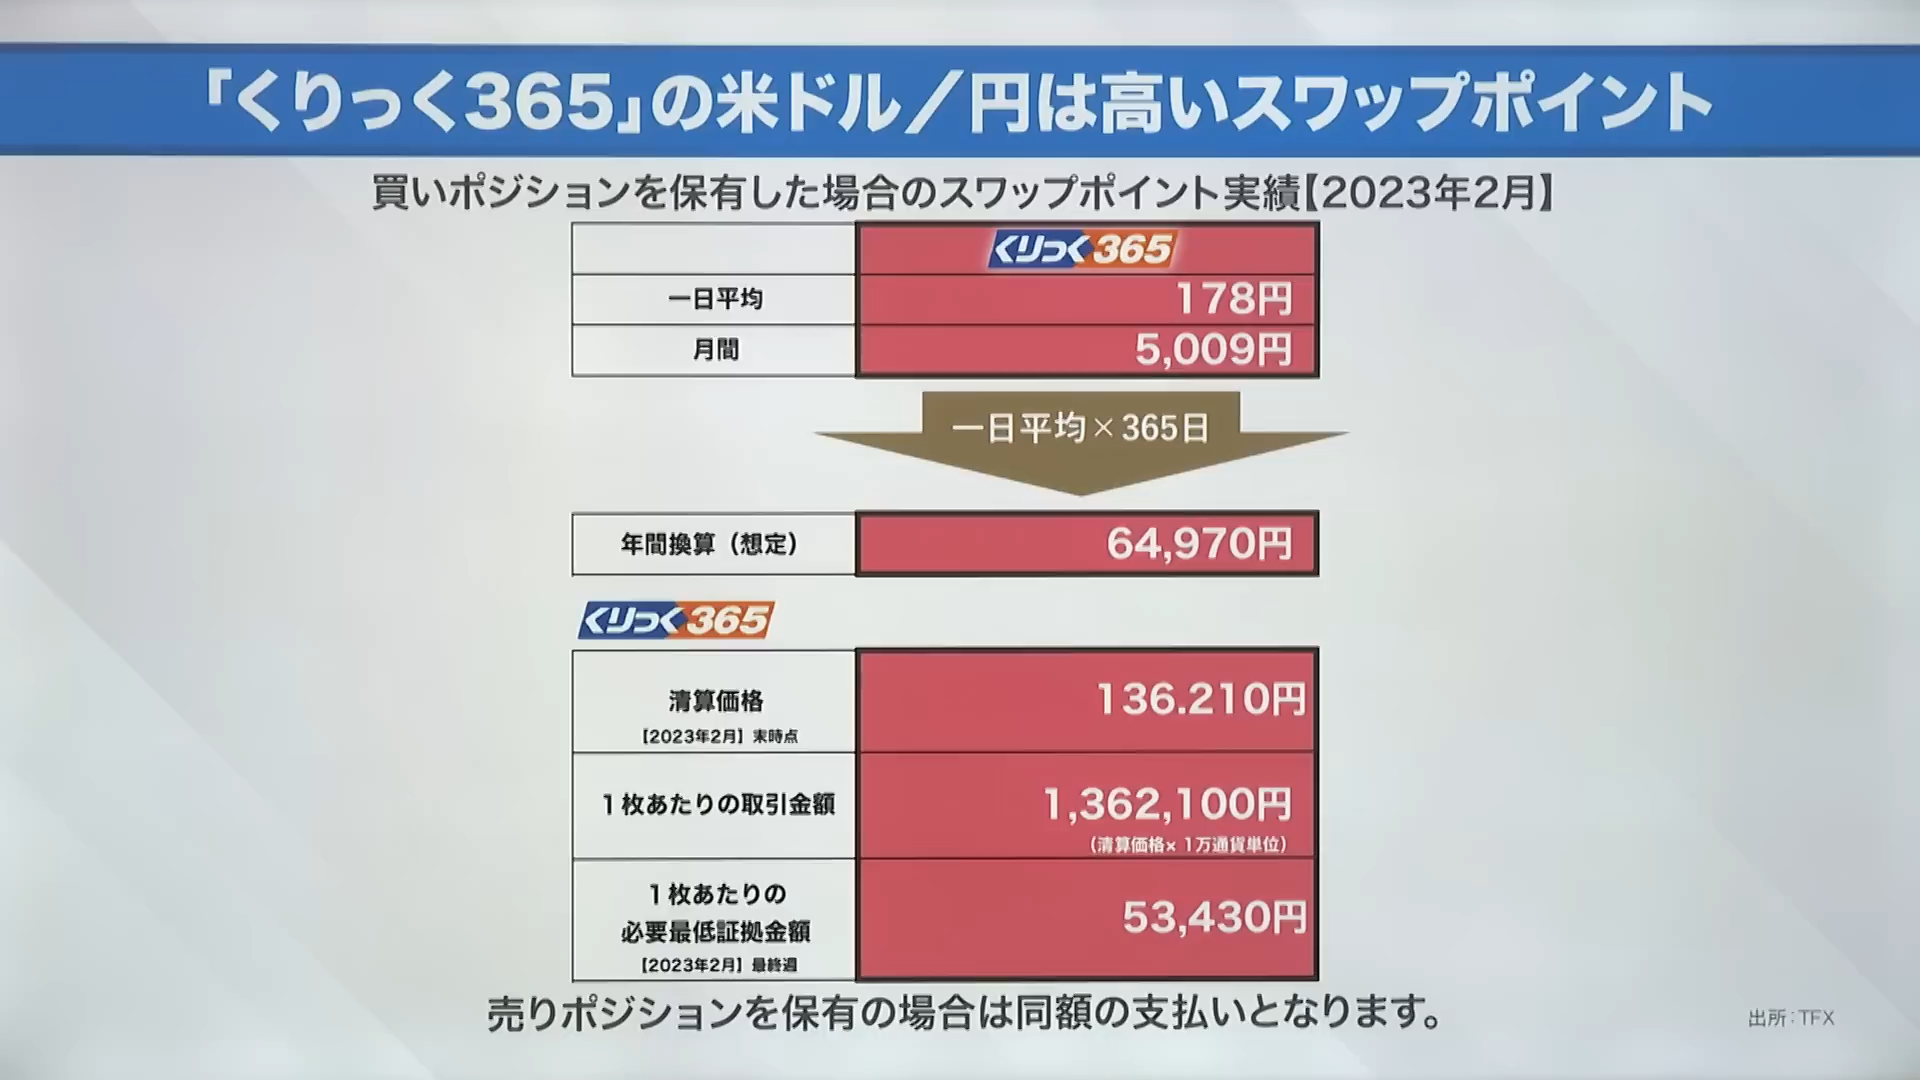 「くりっく365」の米ドル／円は高いスワップポイント
買いポジションを保有した場合のスワップポイント実績【2023年2月】
くりっく365
一日平均 178円
月間 5,009円
一日平均×365日
年間換算（想定） 64,970円
くりっく365
清算価格 136.210円
【2023年2月】末時点
1枚あたりの取引金額 1,362,100円
（清算価格×1万通貨単位）
1枚あたりの
必要最低証拠金額 53,430円
【2023年2月】最終週
売りポジションを保有の場合は同額の支払いとなります。
出所：TFX